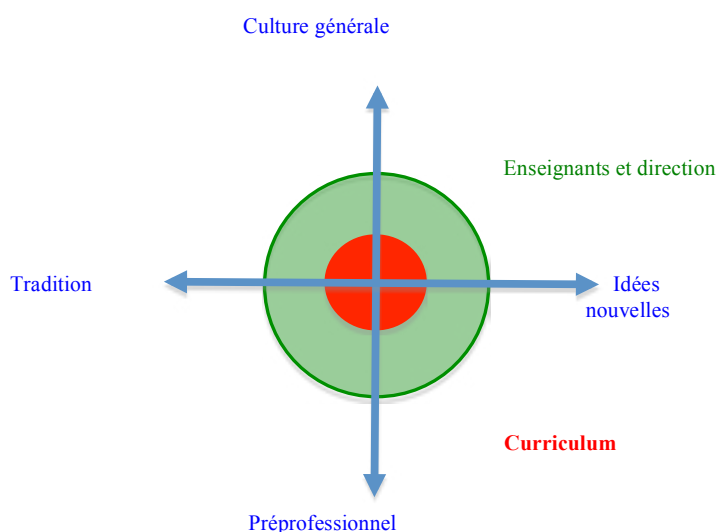 Culture générale
Enseignants et direction
Tradition
Idées
nouvelles
Curriculum
Préprofessionnel